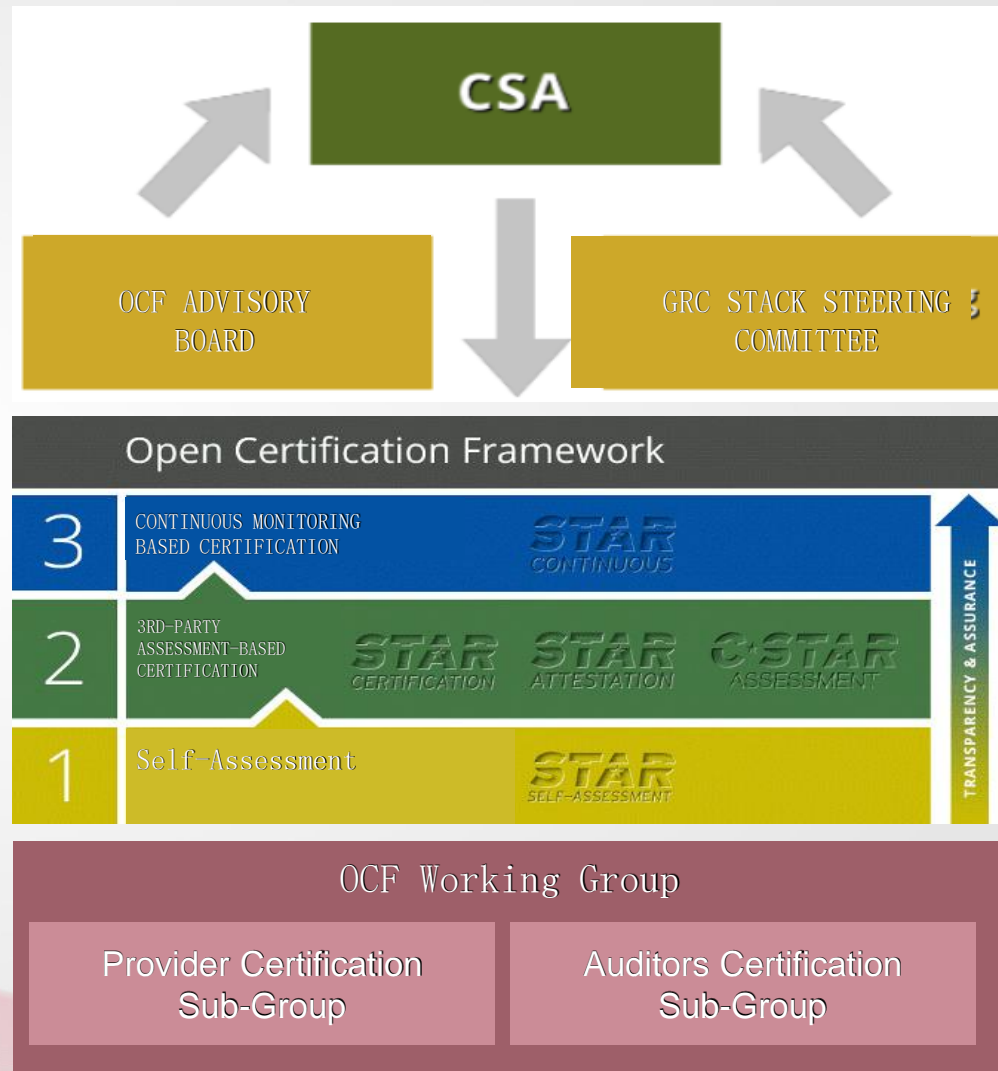 CSA
OCF ADVISORY
BOARD
GRC STACK STEERING
COMMITTEE
Open Certification Framework
3
CONTINUOUS MONITORING
BASED CERTIFICATION
STAR
CONTINUOUS
2
3RD-PARTY
ASSESSMENT-BASED
CERTIFICATION
STAR
CERTIFICATION
STAR
ATTESTATION
C*STAR
ASSESSMENT
1
Self-Assessment
STAR
SELF-ASSESSMENT
TRANSPARENCY & ASSURANCE
OCF Working Group
Provider Certification
Sub-Group
Auditors Certification
Sub-Group